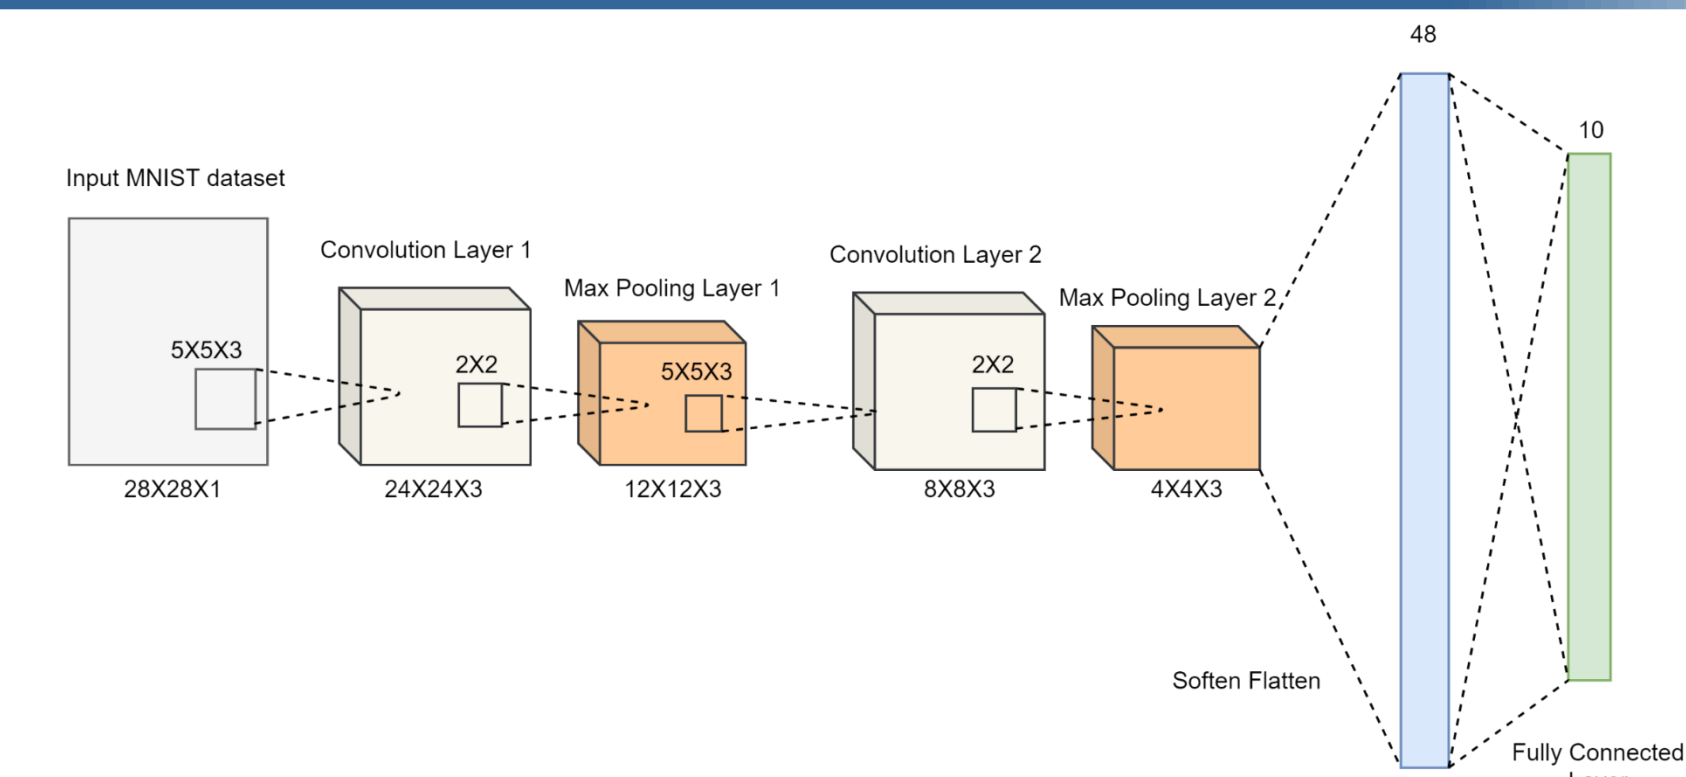 48
10
Input MNIST dataset
Convolution Layer 1
Convolution Layer 2
Max Pooling Layer 1
Max Pooling Layer 2
5X5X3
2X2
5X5X3
2X2
28X28X1
24X24X3
12X12X3
8X8X3
4X4X3
Soften Flatten
Fully Connected